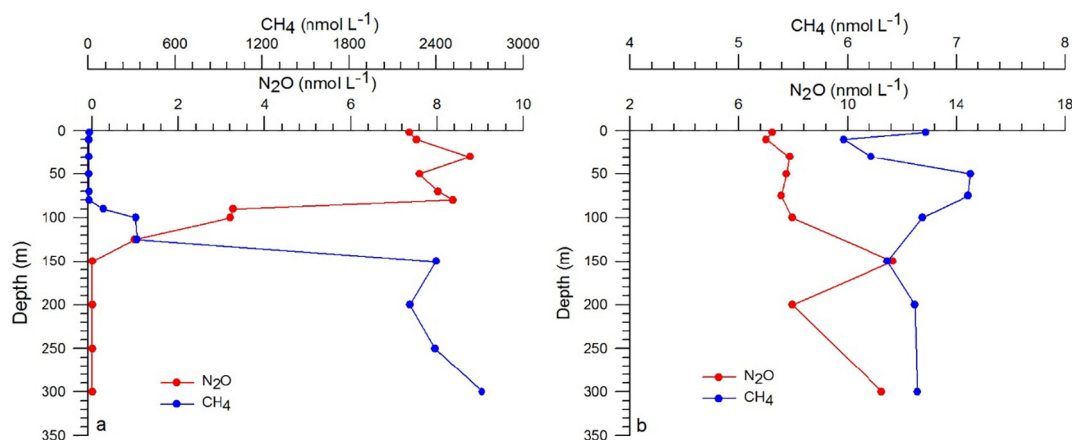 CH4 (nmol L-1)
0 600 1200 1800 2400 3000
N2O (nmol L-1)
0 2 4 6 8 10
0
50
100
150
200
250
300
350
Depth (m)
N2O
CH4
a
CH4 (nmol L-1)
4 5 6 7 8
N2O (nmol L-1)
2 6 10 14 18
0
50
100
150
200
250
300
350
Depth (m)
N2O
CH4
b